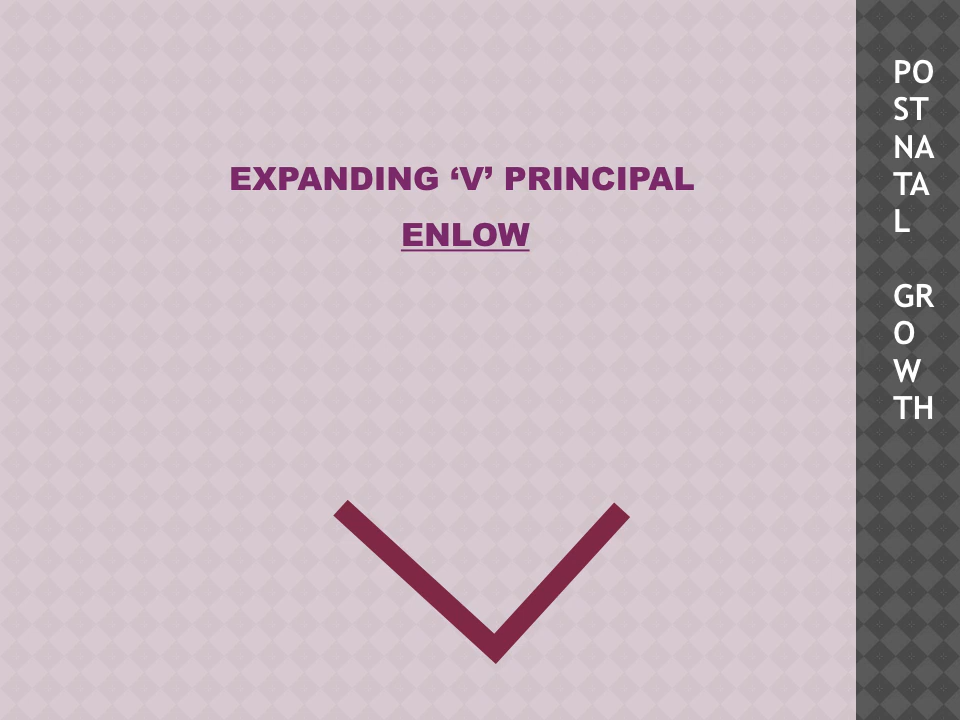 EXPANDING ‘V’ PRINCIPAL
ENLOW
PO
ST
NA
TA
L
GR
O
W
TH